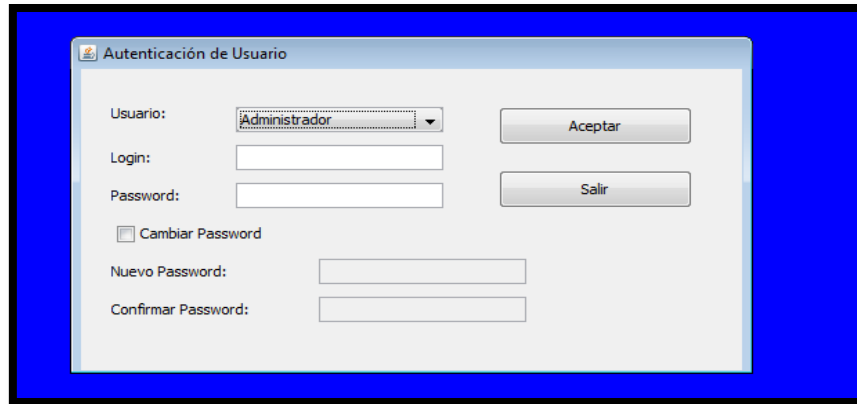 Autenticación de Usuario
Usuario:
Administrador
Aceptar
Login:
Password:
Salir
Cambiar Password
Nuevo Password:
Confirmar Password: